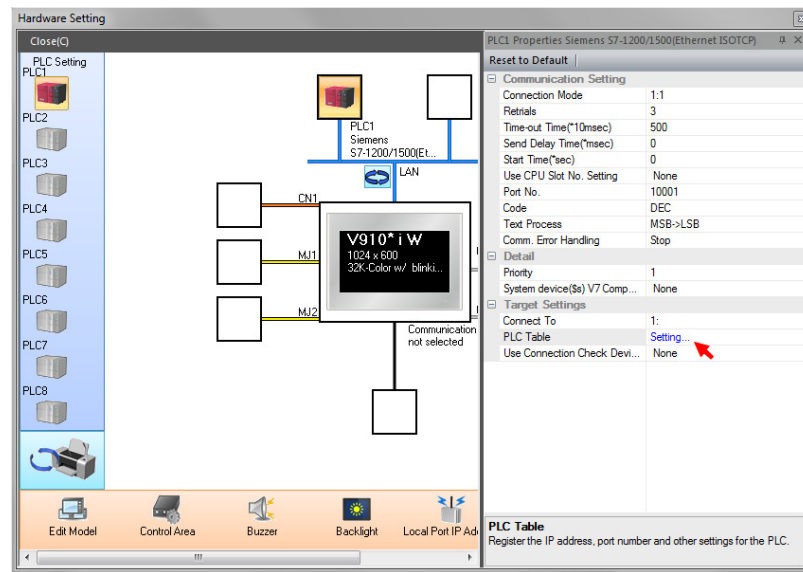 Hardware Setting
Close(C)
PLC Setting
PLC1
PLC2
PLC3
PLC4
PLC5
PLC6
PLC7
PLC8
PLC1
Siemens
S7-1200/1500(Et...
LAN
CN1
MJ1
MJ2
V910* i W
1024 x 600
32K-Color w/ blinki...
Communication
not selected
Edit Model
Control Area
Buzzer
Backlight
Local Port IP Ad
PLC1 Properties Siemens S7-1200/1500(Ethernet ISOTCP)
Reset to Default
Communication Setting
Connection Mode 1:1
Retrials 3
Time-out Time(*10msec) 500
Send Delay Time(*msec) 0
Start Time(*sec) 0
Use CPU Slot No. Setting None
Port No. 10001
Code DEC
Text Process MSB->LSB
Comm. Error Handling Stop
Detail
Priority 1
System device($s) V7 Comp... None
Target Settings
Connect To 1:
PLC Table Setting...
Use Connection Check Devi... None
PLC Table
Register the IP address, port number and other settings for the PLC.